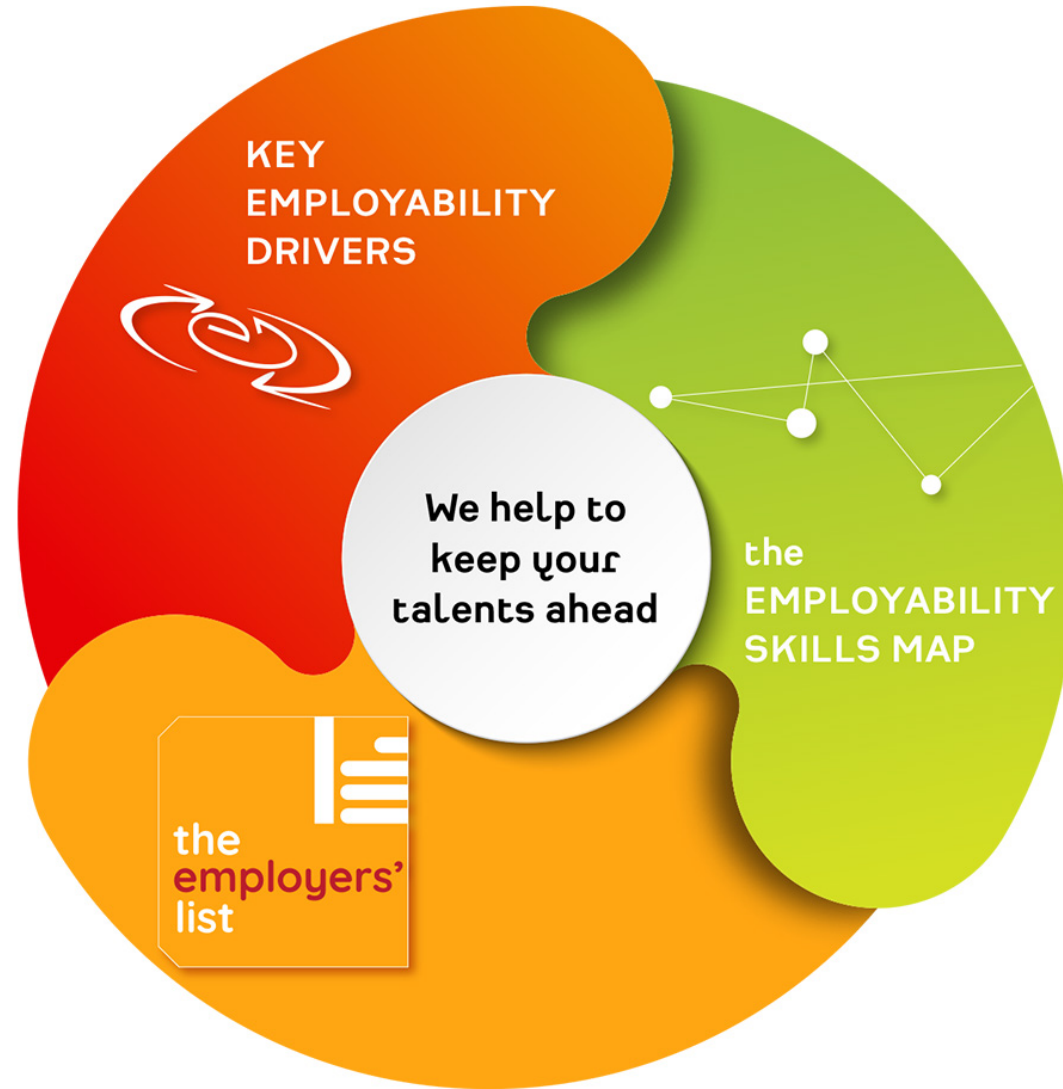 KEY
EMPLOYABILITY
DRIVERS
We help to
keep your
talents ahead
the
EMPLOYABILITY
SKILLS MAP
the
employers’
list